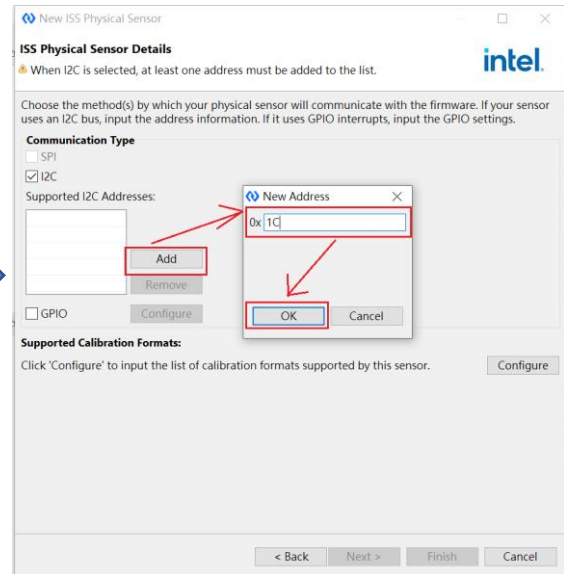 New ISS Physical Sensor
ISS Physical Sensor Details
When I2C is selected, at least one address must be added to the list.
intel.
Choose the method(s) by which your physical sensor will communicate with the firmware. If your sensor
uses an I2C bus, input the address information. If it uses GPIO interrupts, input the GPIO settings.
Communication Type
SPI
I2C
Supported I2C Addresses:
New Address
0x 1C
Add
Remove
OK Cancel
GPIO Configure
Supported Calibration Formats:
Click 'Configure' to input the list of calibration formats supported by this sensor. Configure
< Back Next > Finish Cancel